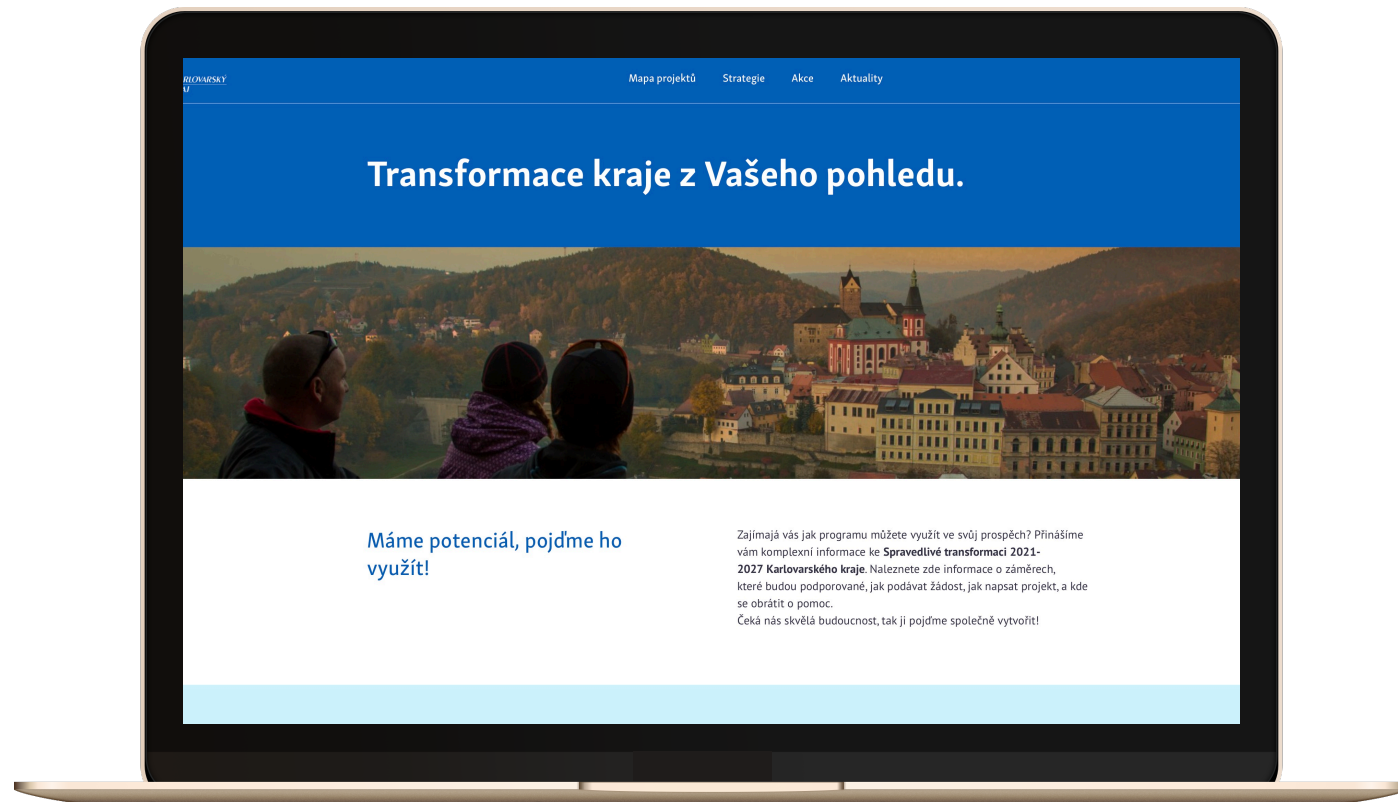 RLOVARSKÝ
AJ
Mapa projektů Strategie Akce Aktuality
Transformace kraje z Vašeho pohledu.
Máme potenciál, pojďme ho
využít!
Zajímajá vás jak programu můžete využít ve svůj prospěch? Přinášíme
vám komplexní informace ke Spravedlivé transformaci 2021-
2027 Karlovarského kraje. Naleznete zde informace o záměrech,
které budou podporované, jak podávat žádost, jak napsat projekt, a kde
se obrátit o pomoc.
Čeká nás skvělá budoucnost, tak ji pojďme společně vytvořit!